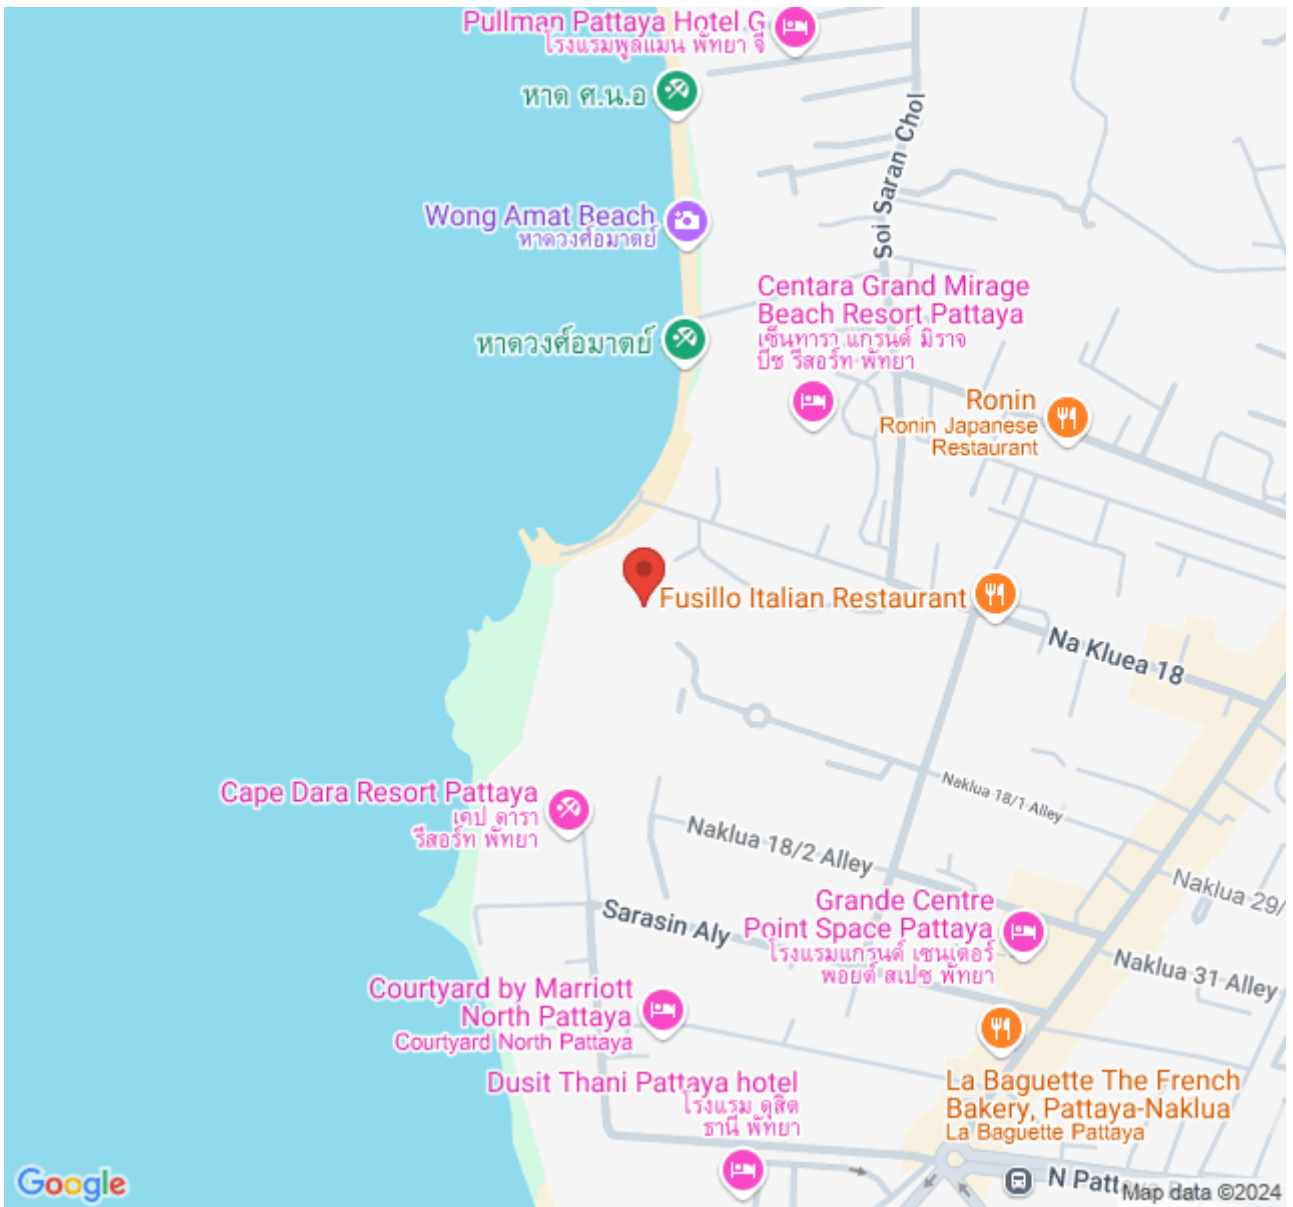 Pullman Pattaya Hotel G
โรงแรมพูลแมน พัทยา จี
หาด ศ.น.อ
Soi Saran Chol
Wong Amat Beach
หาดวงศ์อมาตย์
Centara Grand Mirage
Beach Resort Pattaya
เซ็นทารา แกรนด์ มิราจ
บีช รีสอร์ท พัทยา
หาดวงศ์อมาตย์
Ronin
Ronin Japanese
Restaurant
Fusillo Italian Restaurant
Na Kluea 18
Cape Dara Resort Pattaya
เคป ดารา
รีสอร์ท พัทยา
Naklua 18/1 Alley
Naklua 18/2 Alley
Naklua 29/
Grande Centre
Point Space Pattaya
โรงแรมแกรนด์ เซนเตอร์
พอยต์ สเปซ พัทยา
Sarasin Aly
Naklua 31 Alley
Courtyard by Marriott
North Pattaya
Courtyard North Pattaya
Dusit Thani Pattaya hotel
โรงแรม ดุสิต
ธานี พัทยา
La Baguette The French
Bakery, Pattaya-Naklua
La Baguette Pattaya
N Patt
Google
Map data ©2024